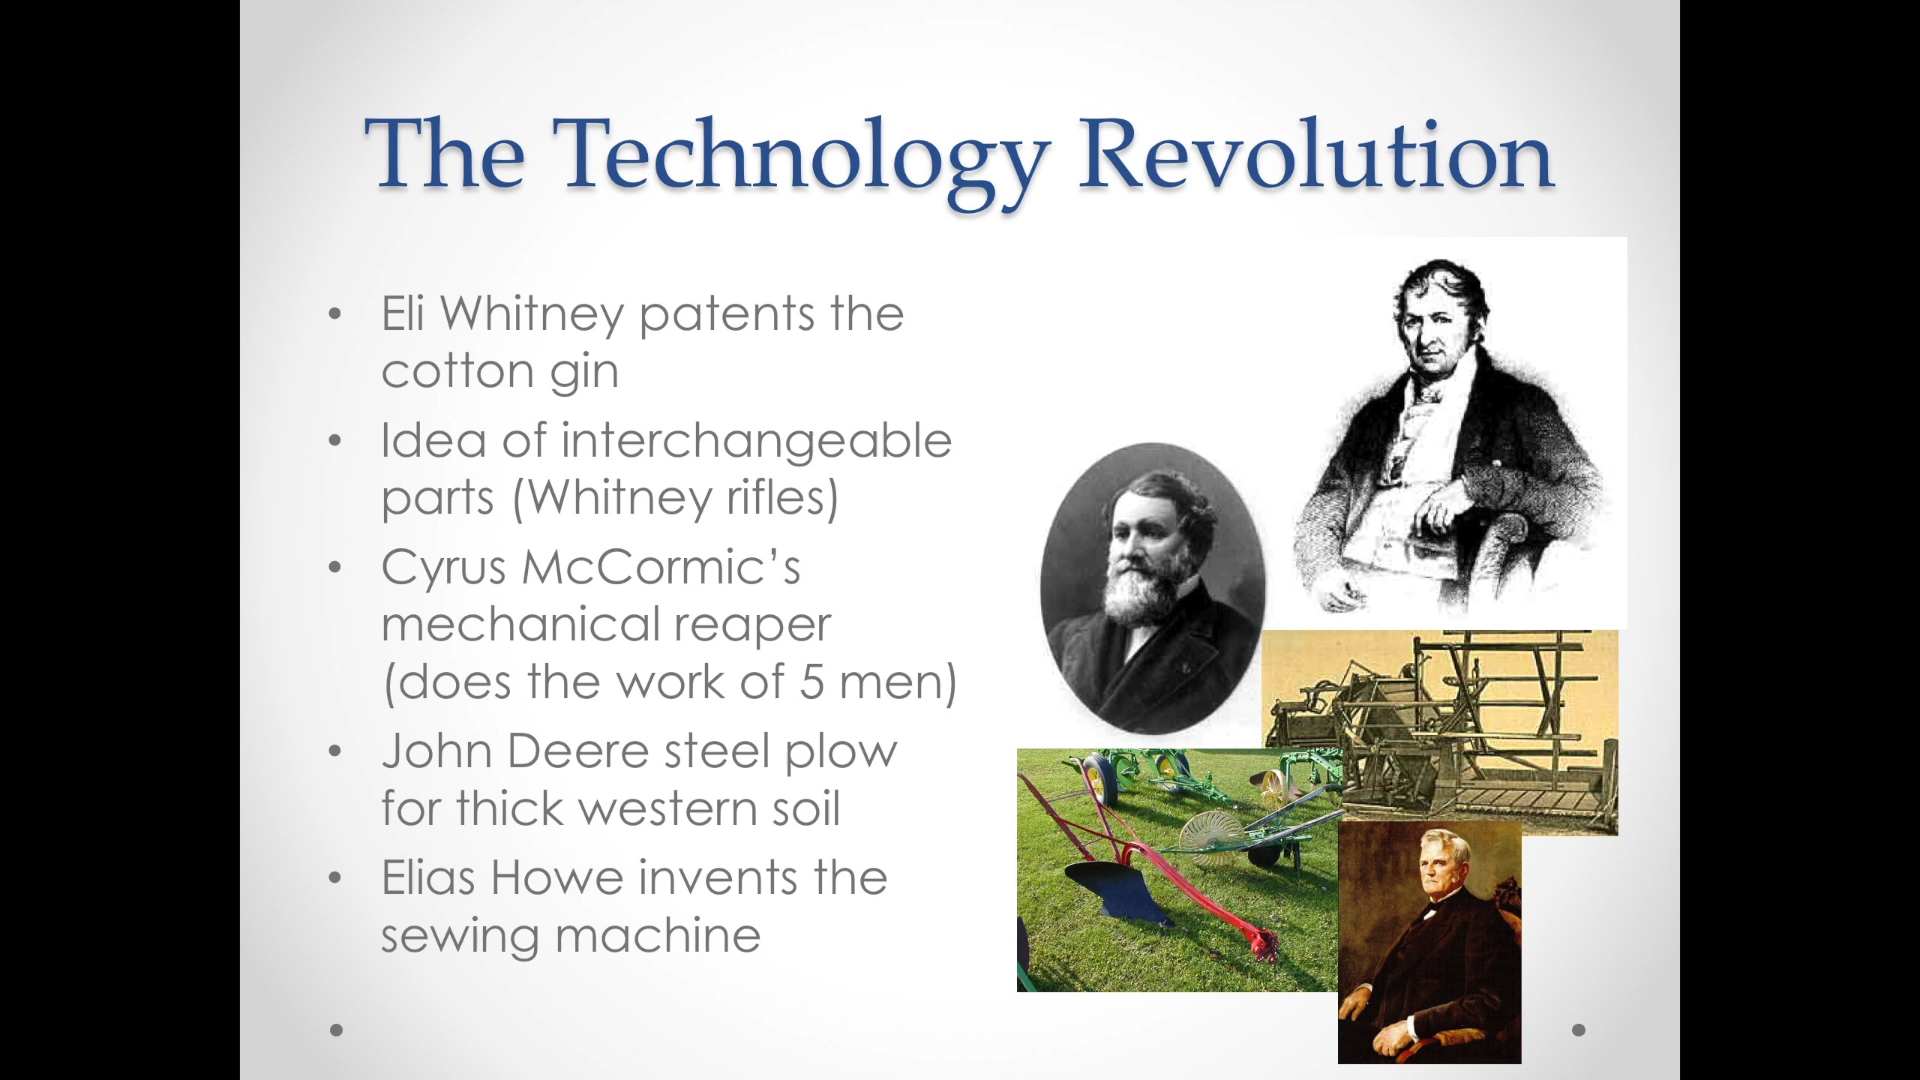 The Technology Revolution
• Eli Whitney patents the
cotton gin
• Idea of interchangeable
parts (Whitney rifles)
• Cyrus McCormic’s
mechanical reaper
(does the work of 5 men)
• John Deere steel plow
for thick western soil
• Elias Howe invents the
sewing machine